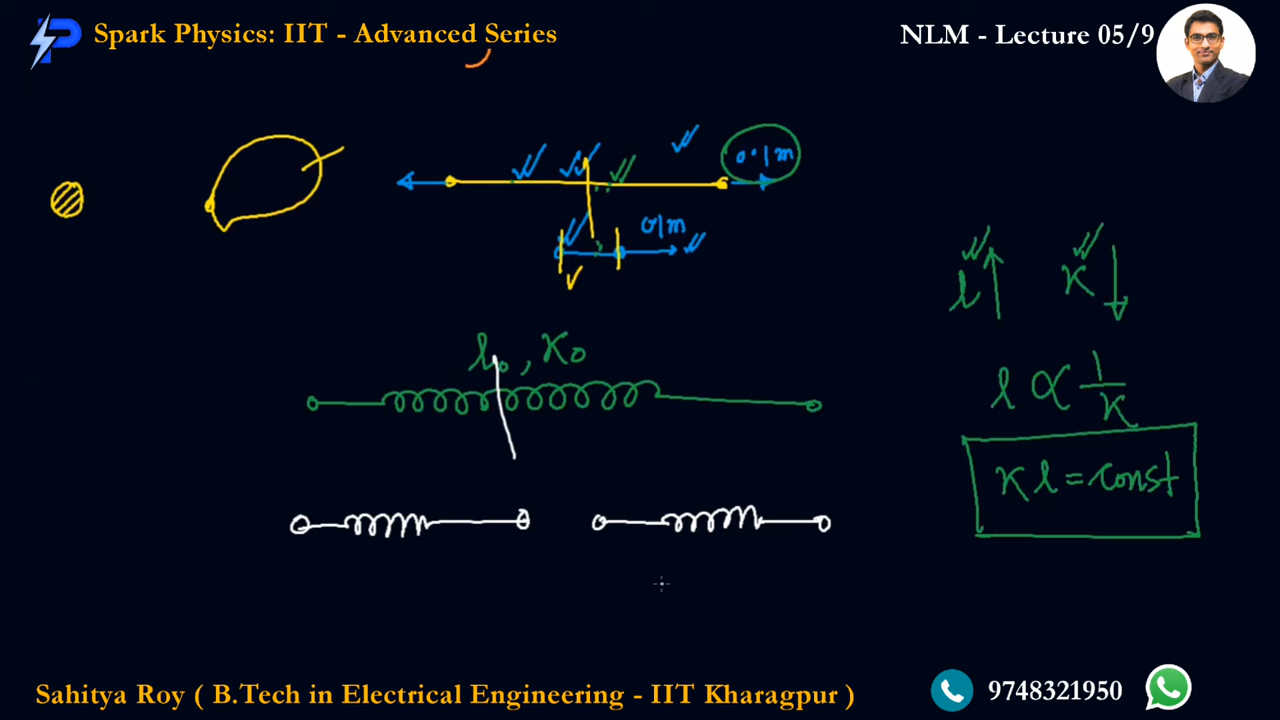 Spark Physics: IIT - Advanced Series
NLM - Lecture 05/9
0.1m
0.1m
l K
l₀, K₀
l ∝ 1/K
K l = const
Sahitya Roy ( B.Tech in Electrical Engineering - IIT Kharagpur )
9748321950